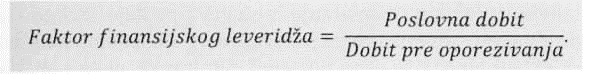 Faktor finansijskog leveridža = Poslovna dobit / Dobit pre oporezivanja.